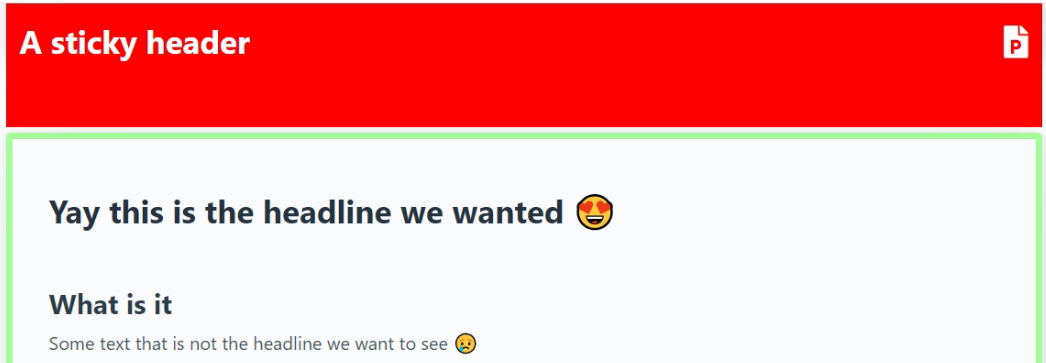 A sticky header
P
Yay this is the headline we wanted 😍
What is it
Some text that is not the headline we want to see 😢